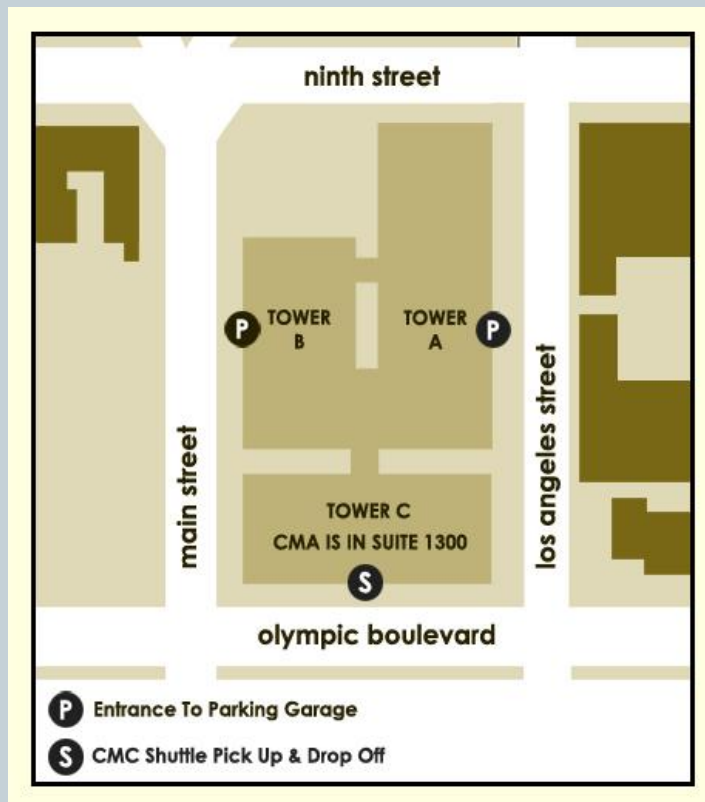 ninth street
P
TOWER
B
TOWER
A
P
main street
los angeles street
TOWER C
CMA IS IN SUITE 1300
S
olympic boulevard
P Entrance To Parking Garage
S CMC Shuttle Pick Up & Drop Off